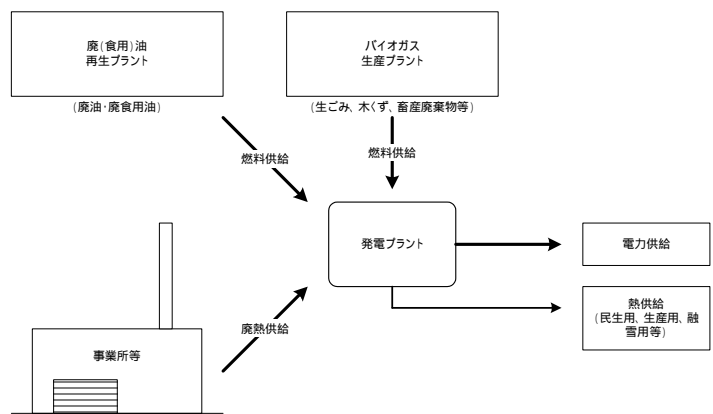 廃(食用)油
再生プラント
(廃油・廃食用油)
バイオガス
生産プラント
(生ごみ、木くず、畜産廃棄物等)
燃料供給
燃料供給
発電プラント
電力供給
熱供給
(民生用、生産用、融
雪用等)
廃熱供給
事業所等